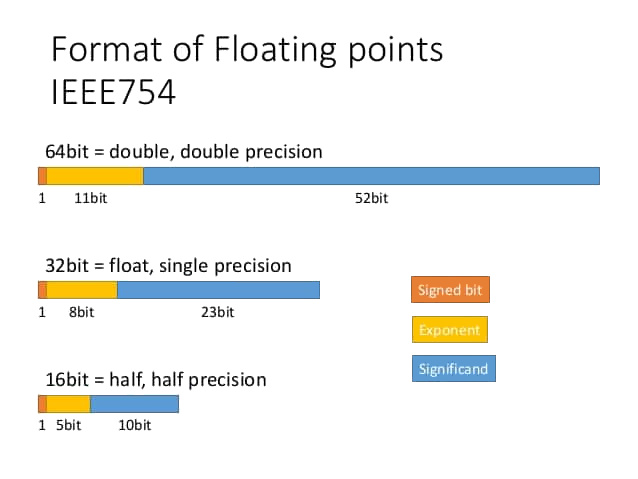 Format of Floating points
IEEE754
64bit = double, double precision
1 11bit 52bit
32bit = float, single precision
1 8bit 23bit
Signed bit
Exponent
Significand
16bit = half, half precision
1 5bit 10bit